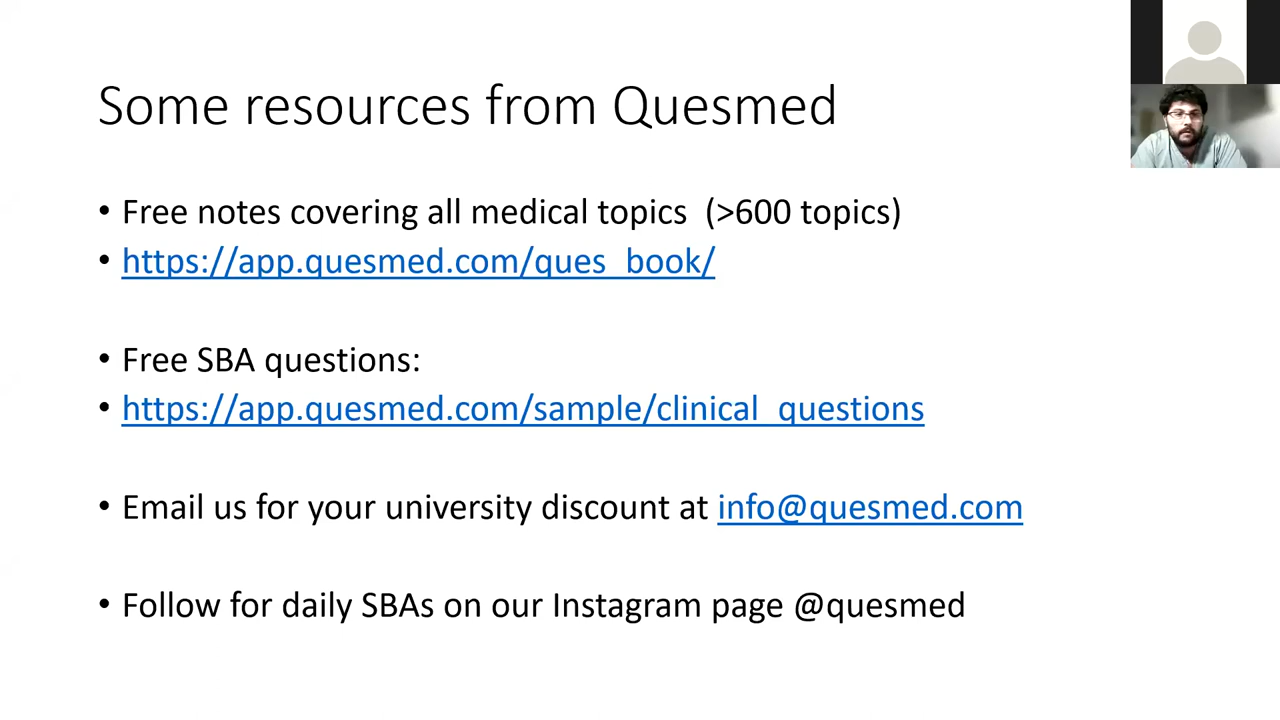 Some resources from Quesmed
• Free notes covering all medical topics (>600 topics)
• https://app.quesmed.com/ques_book/
• Free SBA questions:
• https://app.quesmed.com/sample/clinical_questions
• Email us for your university discount at info@quesmed.com
• Follow for daily SBAs on our Instagram page @quesmed